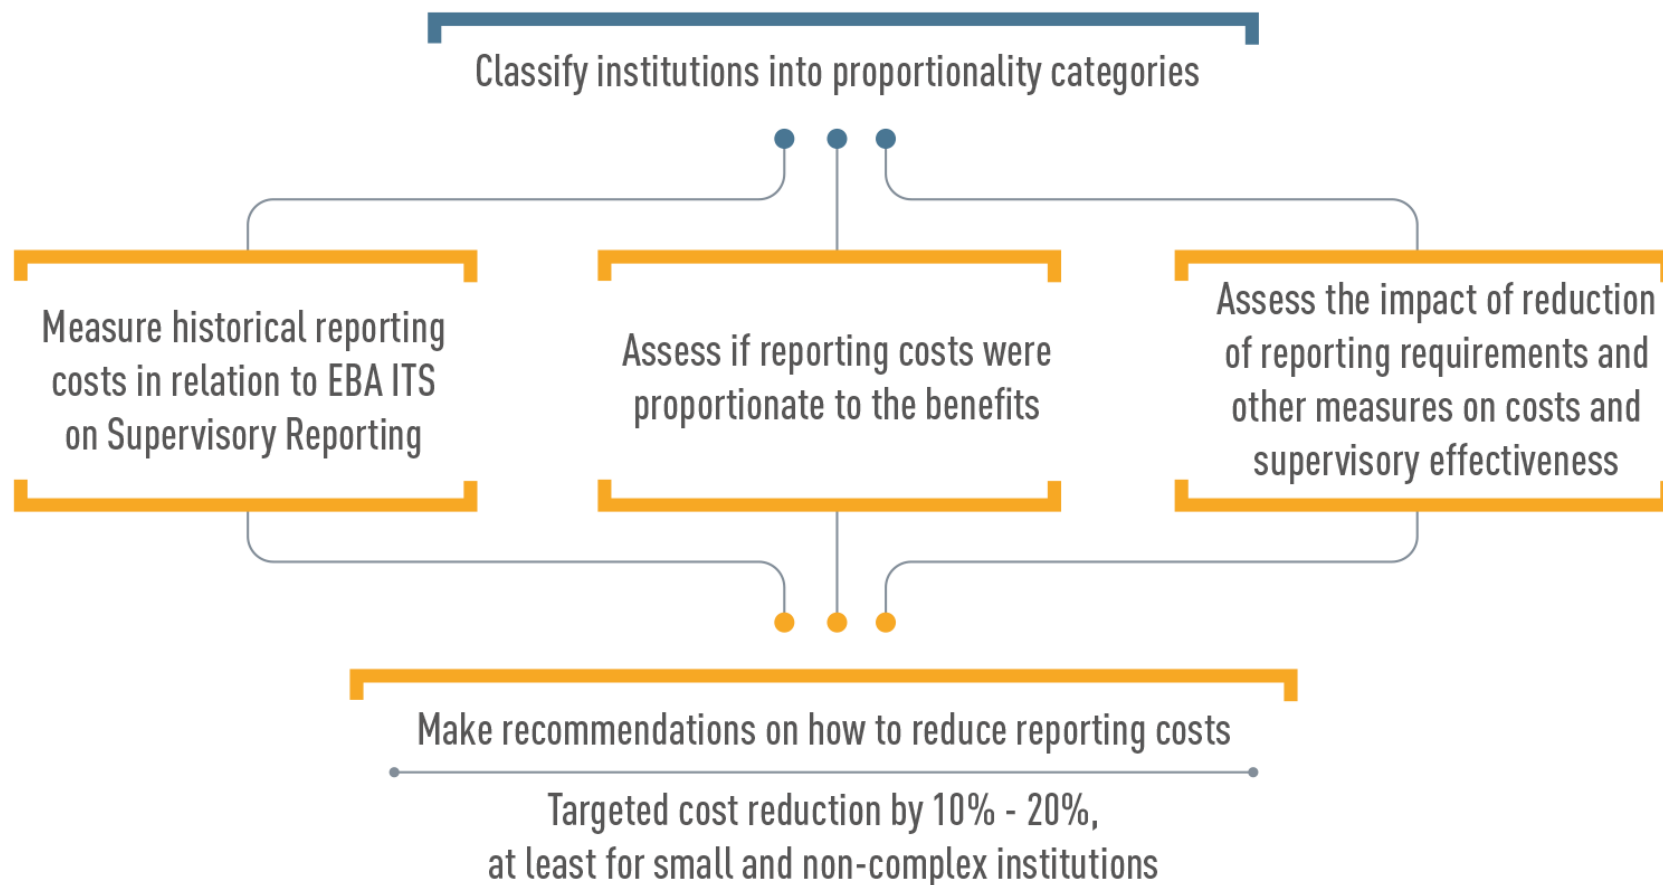 Classify institutions into proportionality categories
Measure historical reporting
costs in relation to EBA ITS
on Supervisory Reporting
Assess if reporting costs were
proportionate to the benefits
Assess the impact of reduction
of reporting requirements and
other measures on costs and
supervisory effectiveness
Make recommendations on how to reduce reporting costs
Targeted cost reduction by 10% - 20%,
at least for small and non-complex institutions